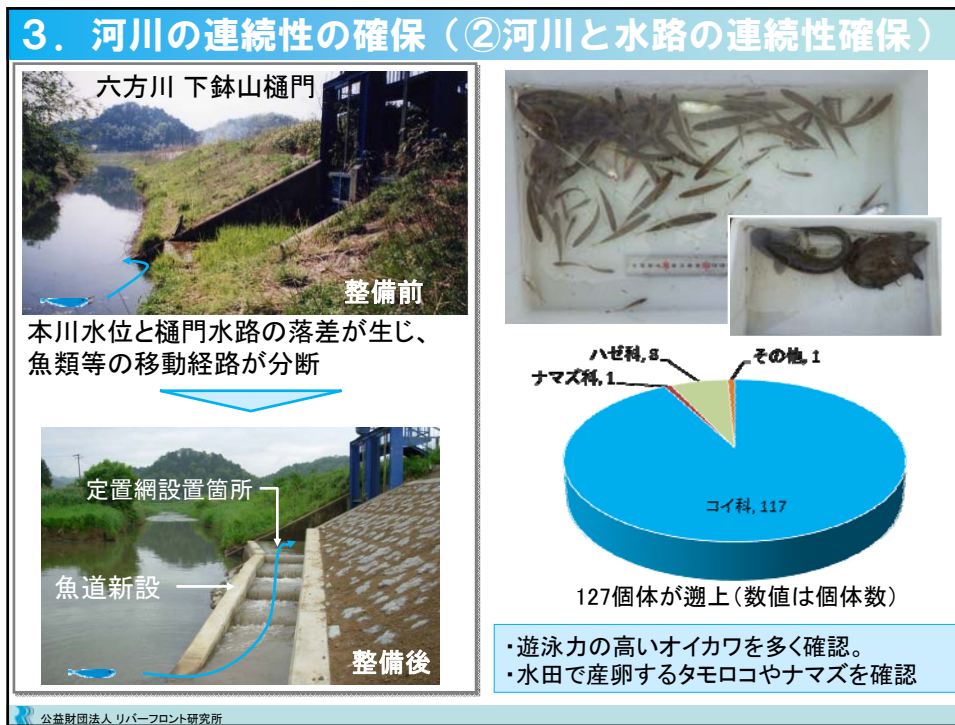 3. 河川の連続性の確保（②河川と水路の連続性確保）
六方川 下鉢山樋門
整備前
本川水位と樋門水路の落差が生じ、
魚類等の移動経路が分断
定置網設置箇所
魚道新設
整備後
ハゼ科, 8
その他, 1
ナマズ科, 1
コイ科, 117
127個体が遡上（数値は個体数）
・遊泳力の高いオイカワを多く確認。
・水田で産卵するタモロコやナマズを確認
公益財団法人 リバーフロント研究所